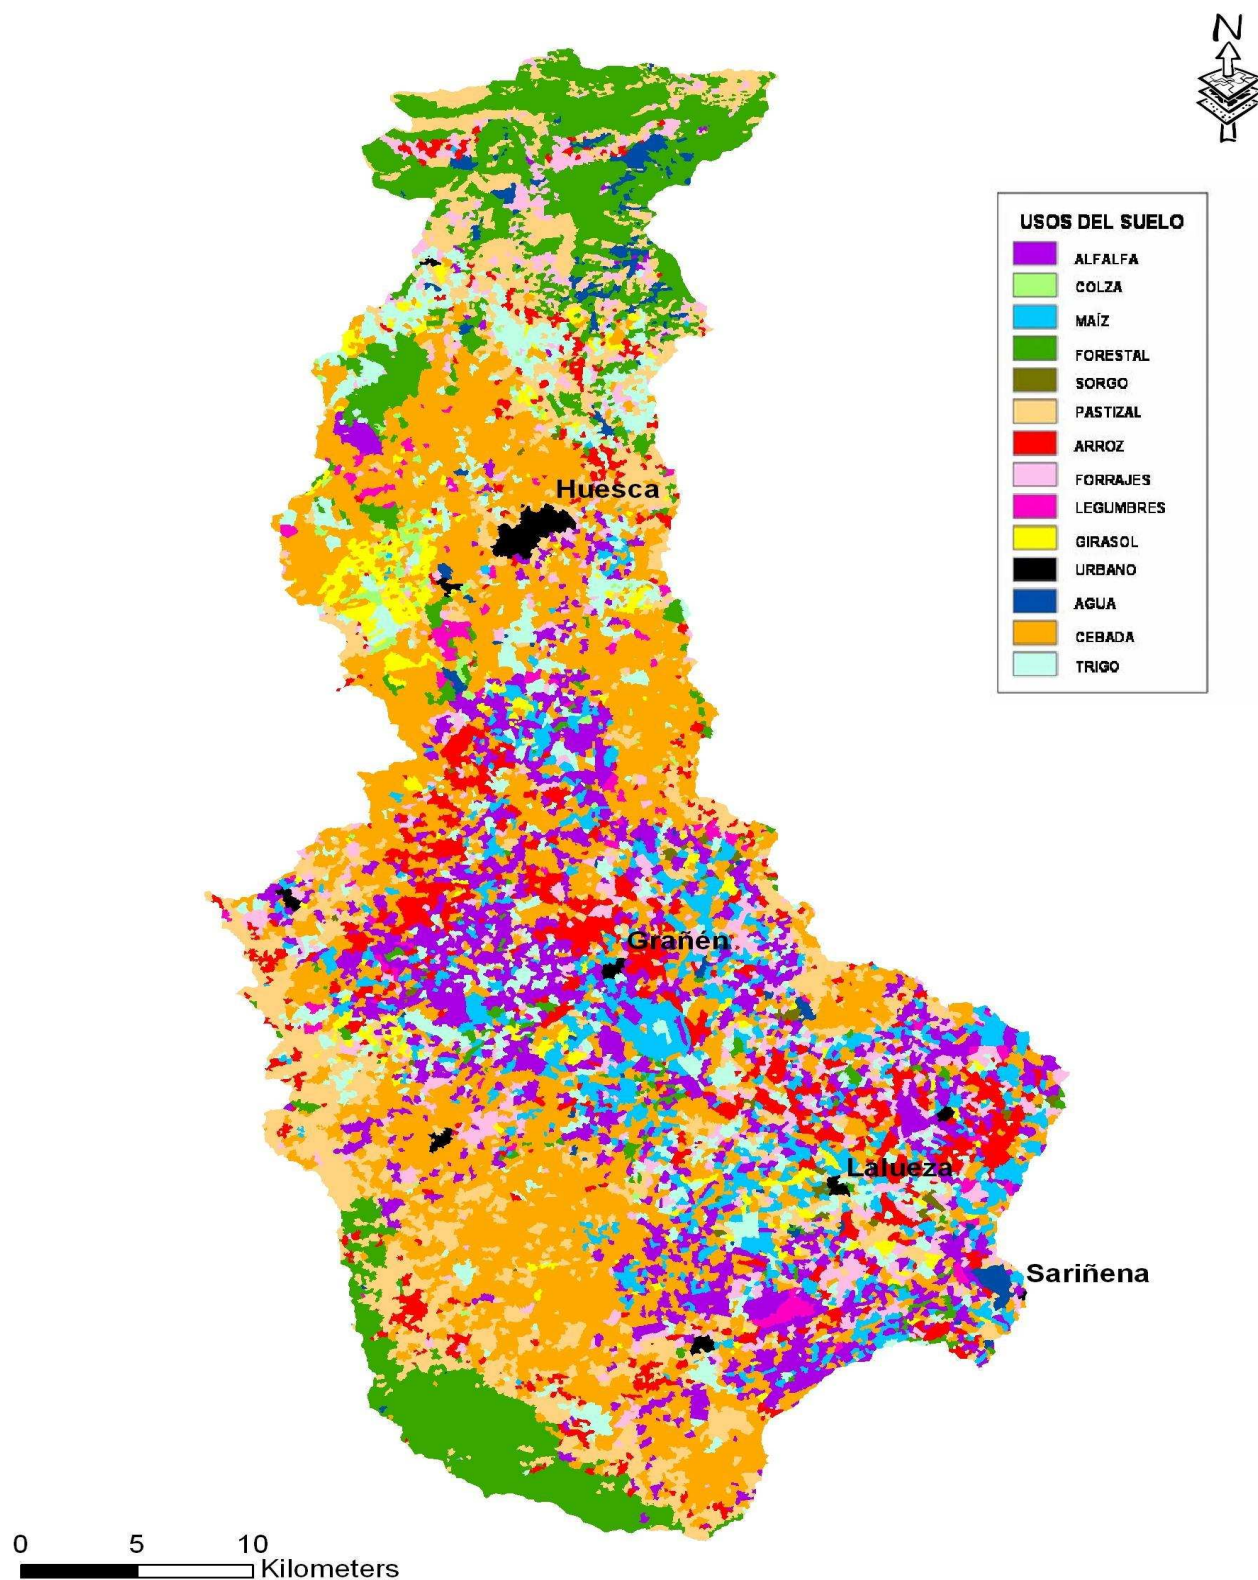 N
USOS DEL SUELO
ALFALFA
COLZA
MAÍZ
FORESTAL
SORGO
PASTIZAL
ARROZ
FORRAJES
LEGUMBRES
GIRASOL
URBANO
AGUA
CEBADA
TRIGO
Huesca
Grañén
Lalueza
Sariñena
0 5 10
Kilometers